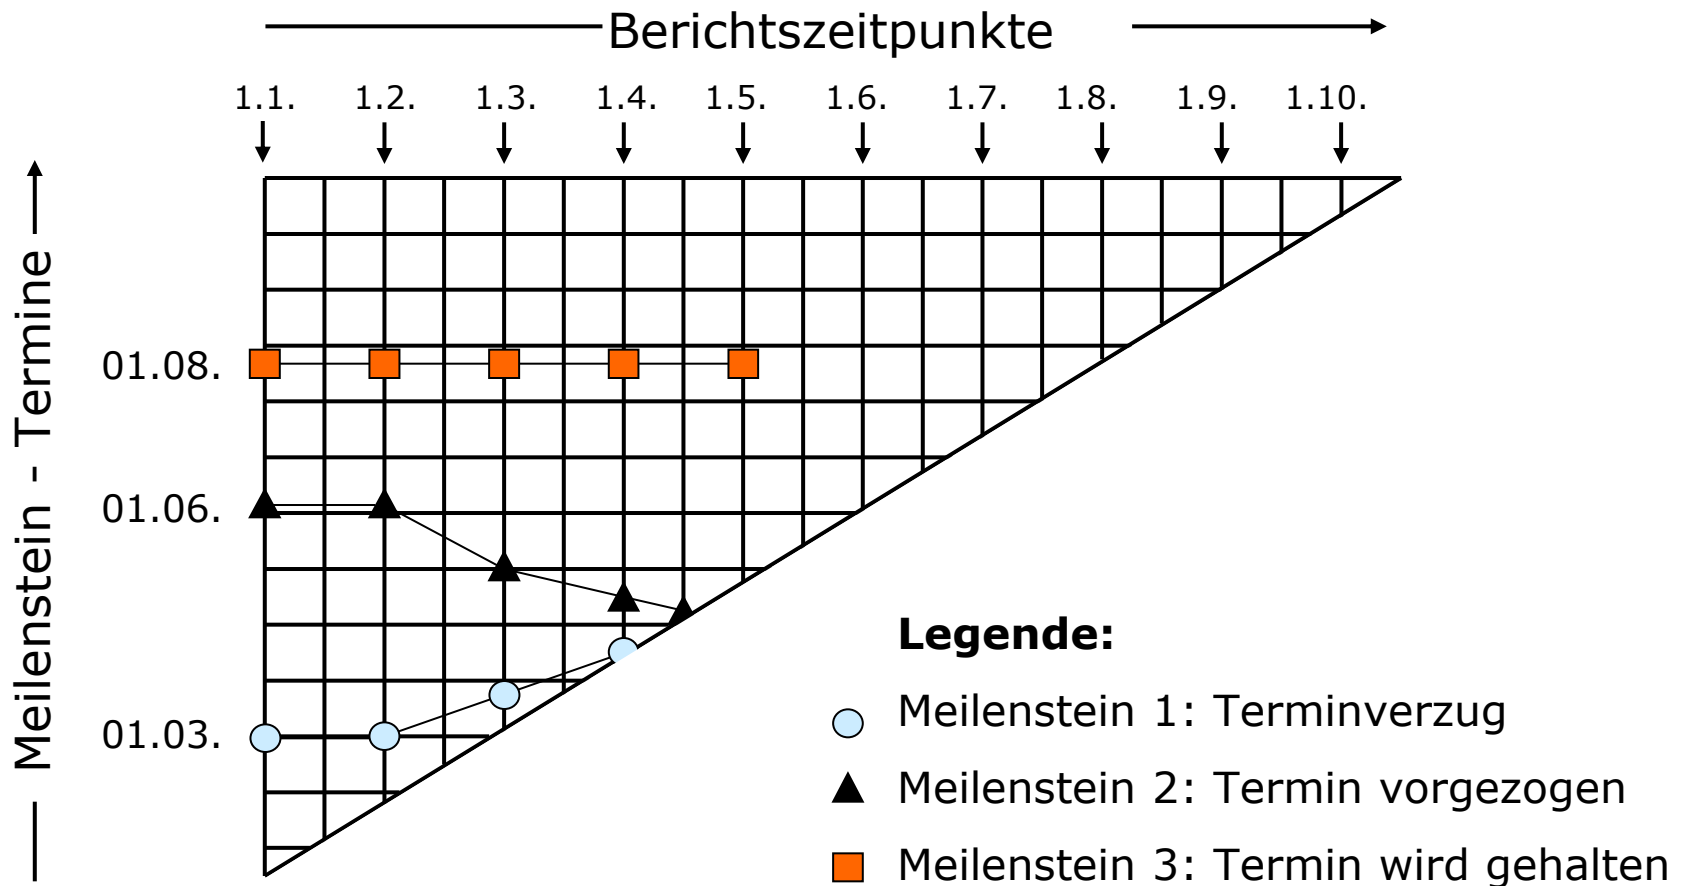 Berichtszeitpunkte
1.1. 1.2. 1.3. 1.4. 1.5. 1.6. 1.7. 1.8. 1.9. 1.10.
Meilenstein - Termine
01.08.
01.06.
01.03.
Legende:
Meilenstein 1: Terminverzug
Meilenstein 2: Termin vorgezogen
Meilenstein 3: Termin wird gehalten